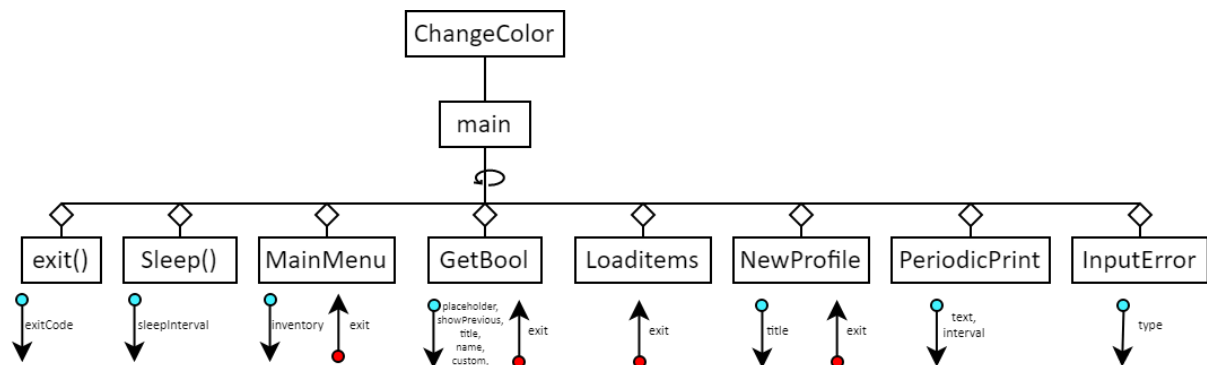 ChangeColor
main
exit()
Sleep()
MainMenu
GetBool
Loaditems
NewProfile
PeriodicPrint
InputError
exitCode
sleepInterval
inventory
exit
placeholder,
showPrevious,
title,
name,
custom,
exit
exit
title
exit
text,
interval
type